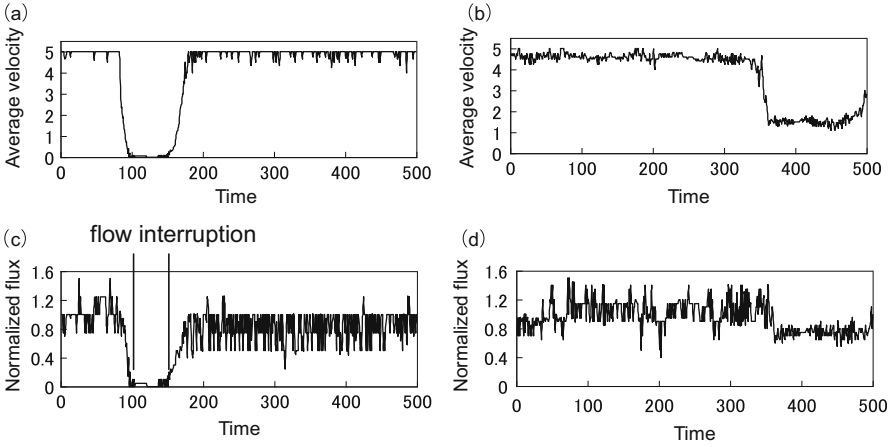 (a)
Average velocity
5
4
3
2
1
0
0 100 200 300 400 500
Time
(b)
Average velocity
5
4
3
2
1
0
0 100 200 300 400 500
Time
(c)
flow interruption
Normalized flux
1.6
1.2
0.8
0.4
0
0 100 200 300 400 500
Time
(d)
Normalized flux
1.6
1.2
0.8
0.4
0
0 100 200 300 400 500
Time